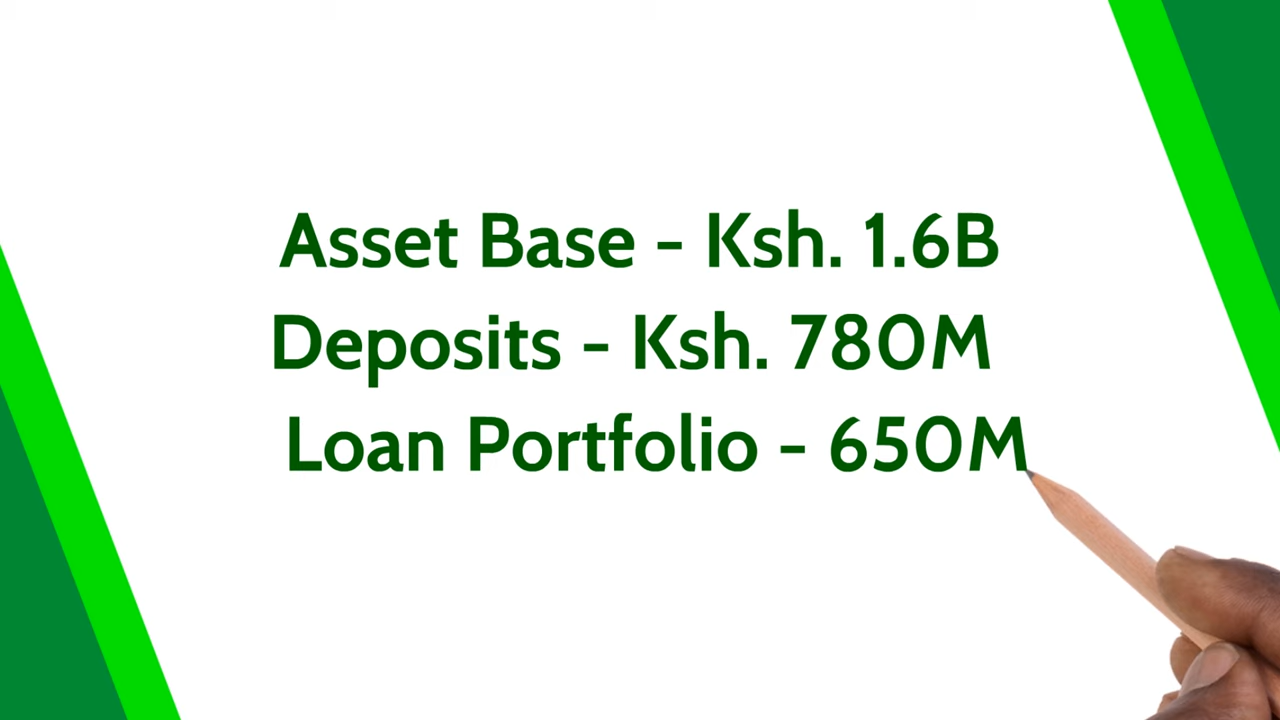 Asset Base - Ksh. 1.6B
Deposits - Ksh. 780M
Loan Portfolio - 650M